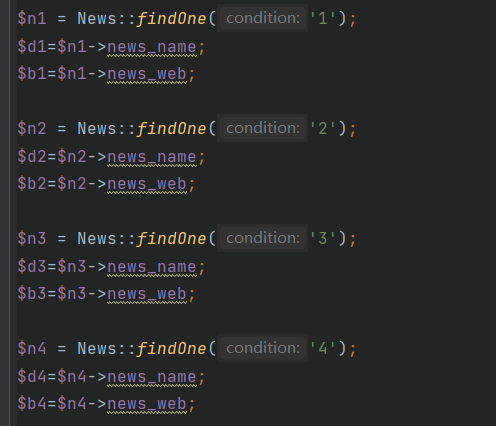 $n1 = News::findOne( condition: '1');
$d1=$n1->news_name;
$b1=$n1->news_web;
$n2 = News::findOne( condition: '2');
$d2=$n2->news_name;
$b2=$n2->news_web;
$n3 = News::findOne( condition: '3');
$d3=$n3->news_name;
$b3=$n3->news_web;
$n4 = News::findOne( condition: '4');
$d4=$n4->news_name;
$b4=$n4->news_web;